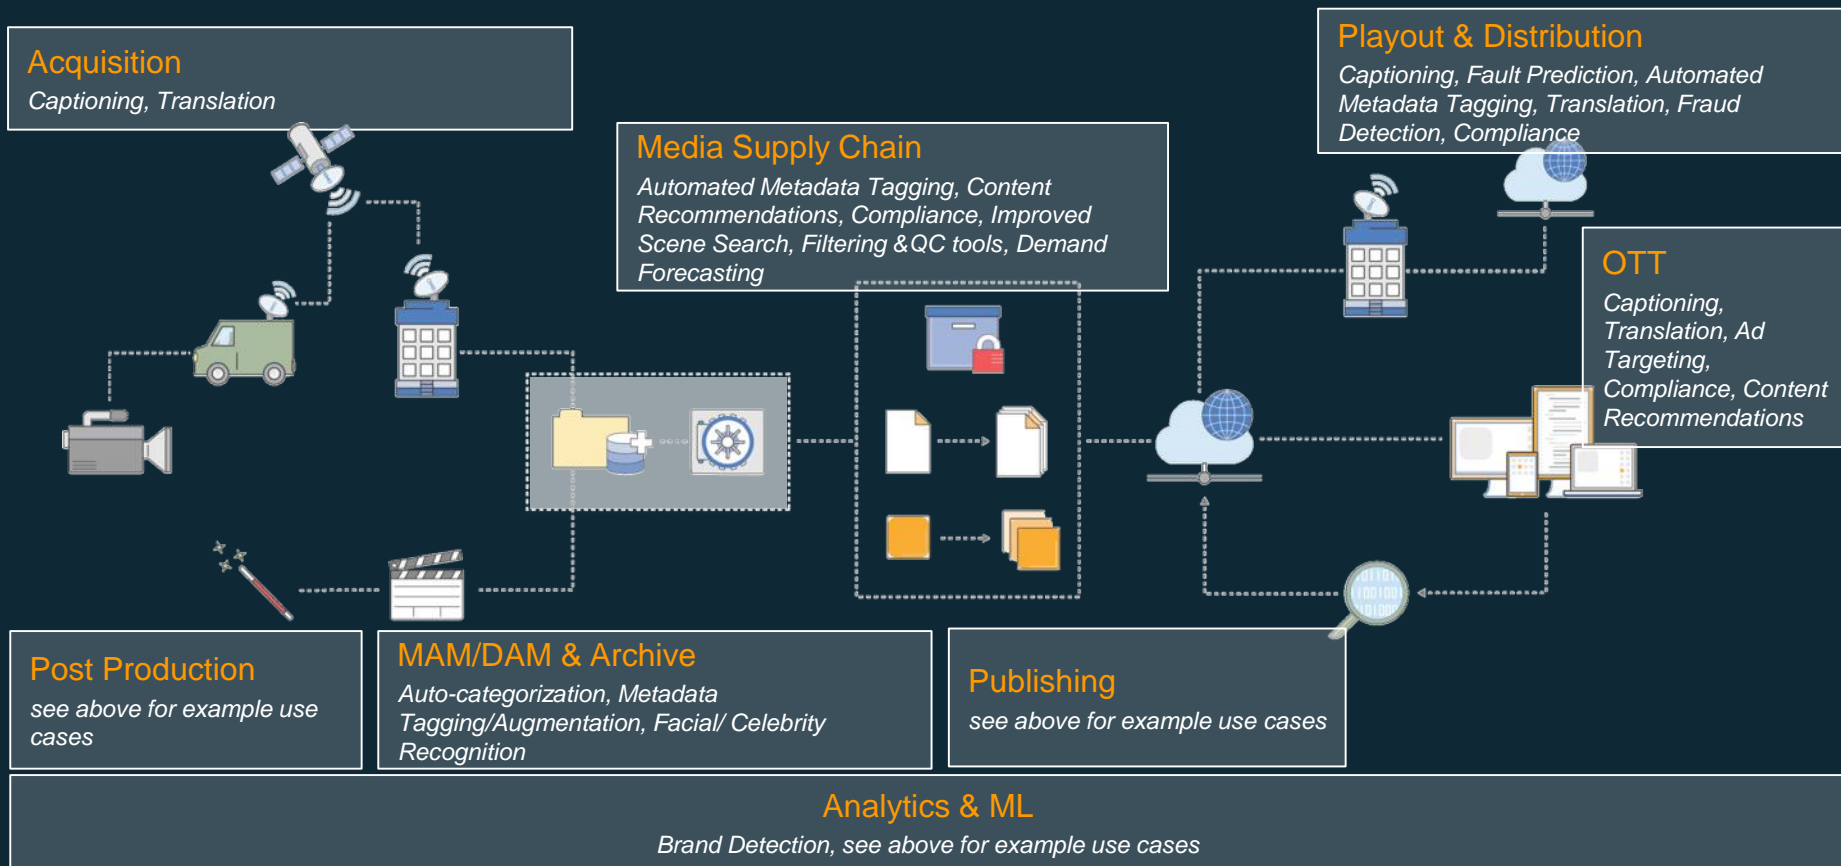 Acquisition
Captioning, Translation
Playout & Distribution
Captioning, Fault Prediction, Automated
Metadata Tagging, Translation, Fraud
Detection, Compliance
Media Supply Chain
Automated Metadata Tagging, Content
Recommendations, Compliance, Improved
Scene Search, Filtering &QC tools, Demand
Forecasting
OTT
Captioning,
Translation, Ad
Targeting,
Compliance, Content
Recommendations
Post Production
see above for example use
cases
MAM/DAM & Archive
Auto-categorization, Metadata
Tagging/Augmentation, Facial/ Celebrity
Recognition
Publishing
see above for example use cases
Analytics & ML
Brand Detection, see above for example use cases